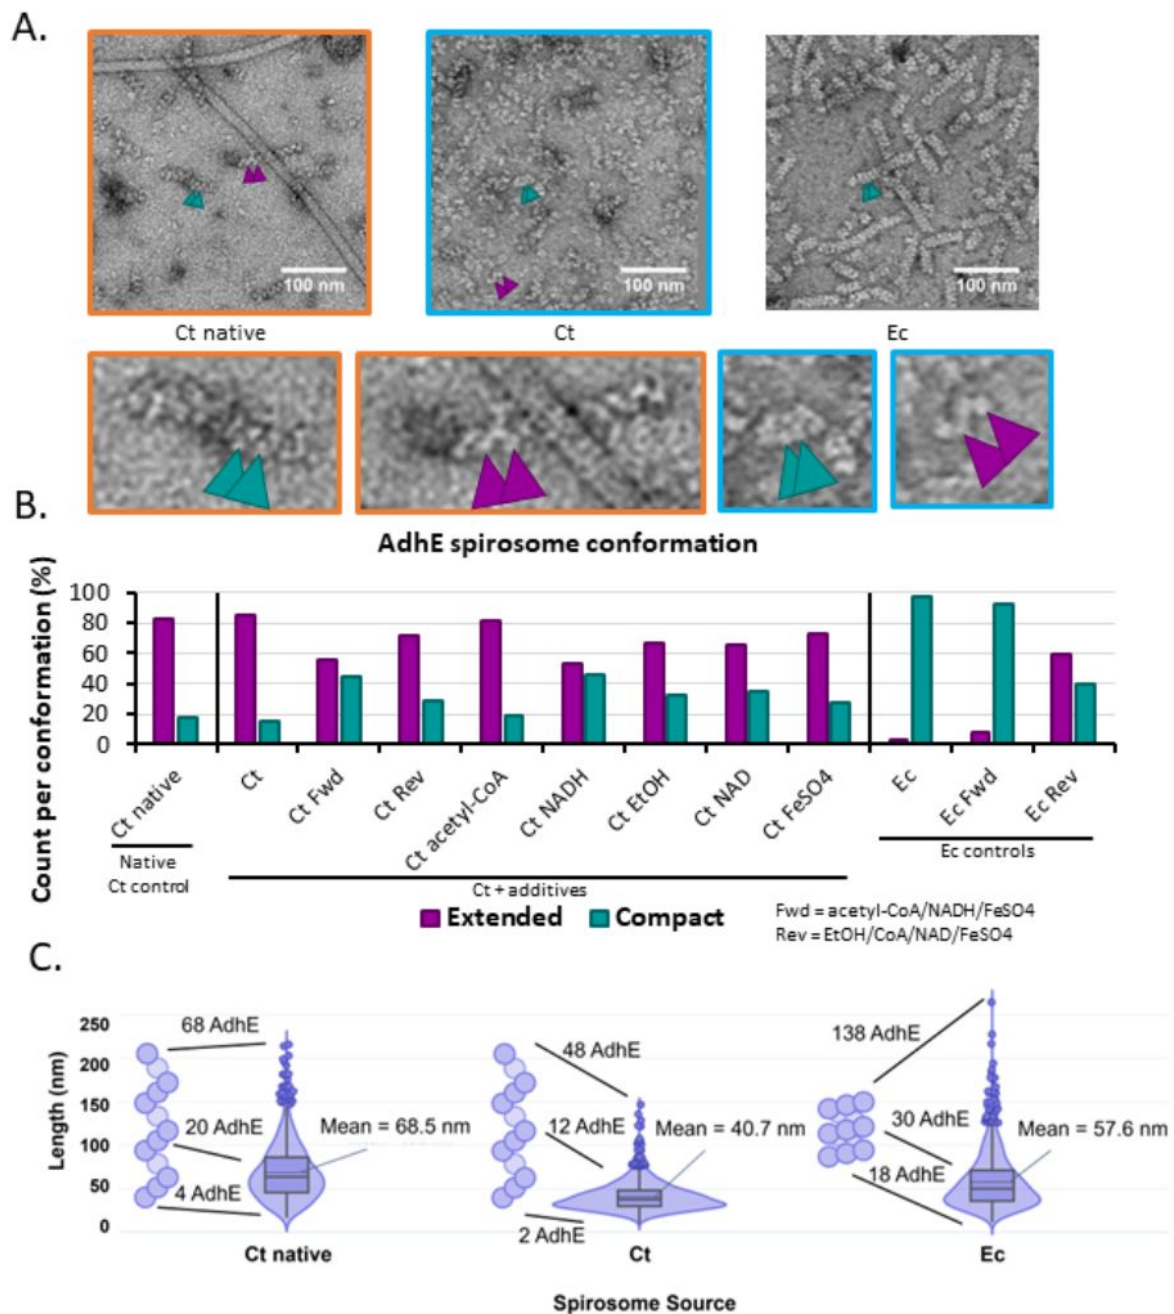 A.
100 nm
100 nm
100 nm
Ct native
Ct
Ec
B.
AdhE spirosome conformation
Count per conformation (%)
100
80
60
40
20
0
Ct native
Ct
Ct Fwd
Ct Rev
Ct acetyl-CoA
Ct NADH
Ct EtOH
Ct NAD
Ct FeSO4
Ec
Ec Fwd
Ec Rev
Native
Ct control
Ct + additives
Ec controls
Extended
Compact
Fwd = acetyl-CoA/NADH/FeSO4
Rev = EtOH/CoA/NAD/FeSO4
C.
Length (nm)
250
200
150
100
50
0
68 AdhE
20 AdhE
4 AdhE
Mean = 68.5 nm
48 AdhE
12 AdhE
2 AdhE
Mean = 40.7 nm
138 AdhE
30 AdhE
18 AdhE
Mean = 57.6 nm
Ct native
Ct
Ec
Spirosome Source